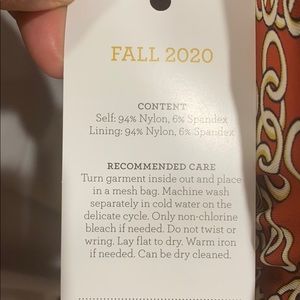 FALL 2020
CONTENT
Self: 94% Nylon, 6% Spandex
Lining: 94% Nylon, 6% Spandex
RECOMMENDED CARE
Turn garment inside out and place
in a mesh bag. Machine wash
separately in cold water on the
delicate cycle. Only non-chlorine
bleach if needed. Do not twist or
wring. Lay flat to dry. Warm iron
if needed. Can be dry cleaned.